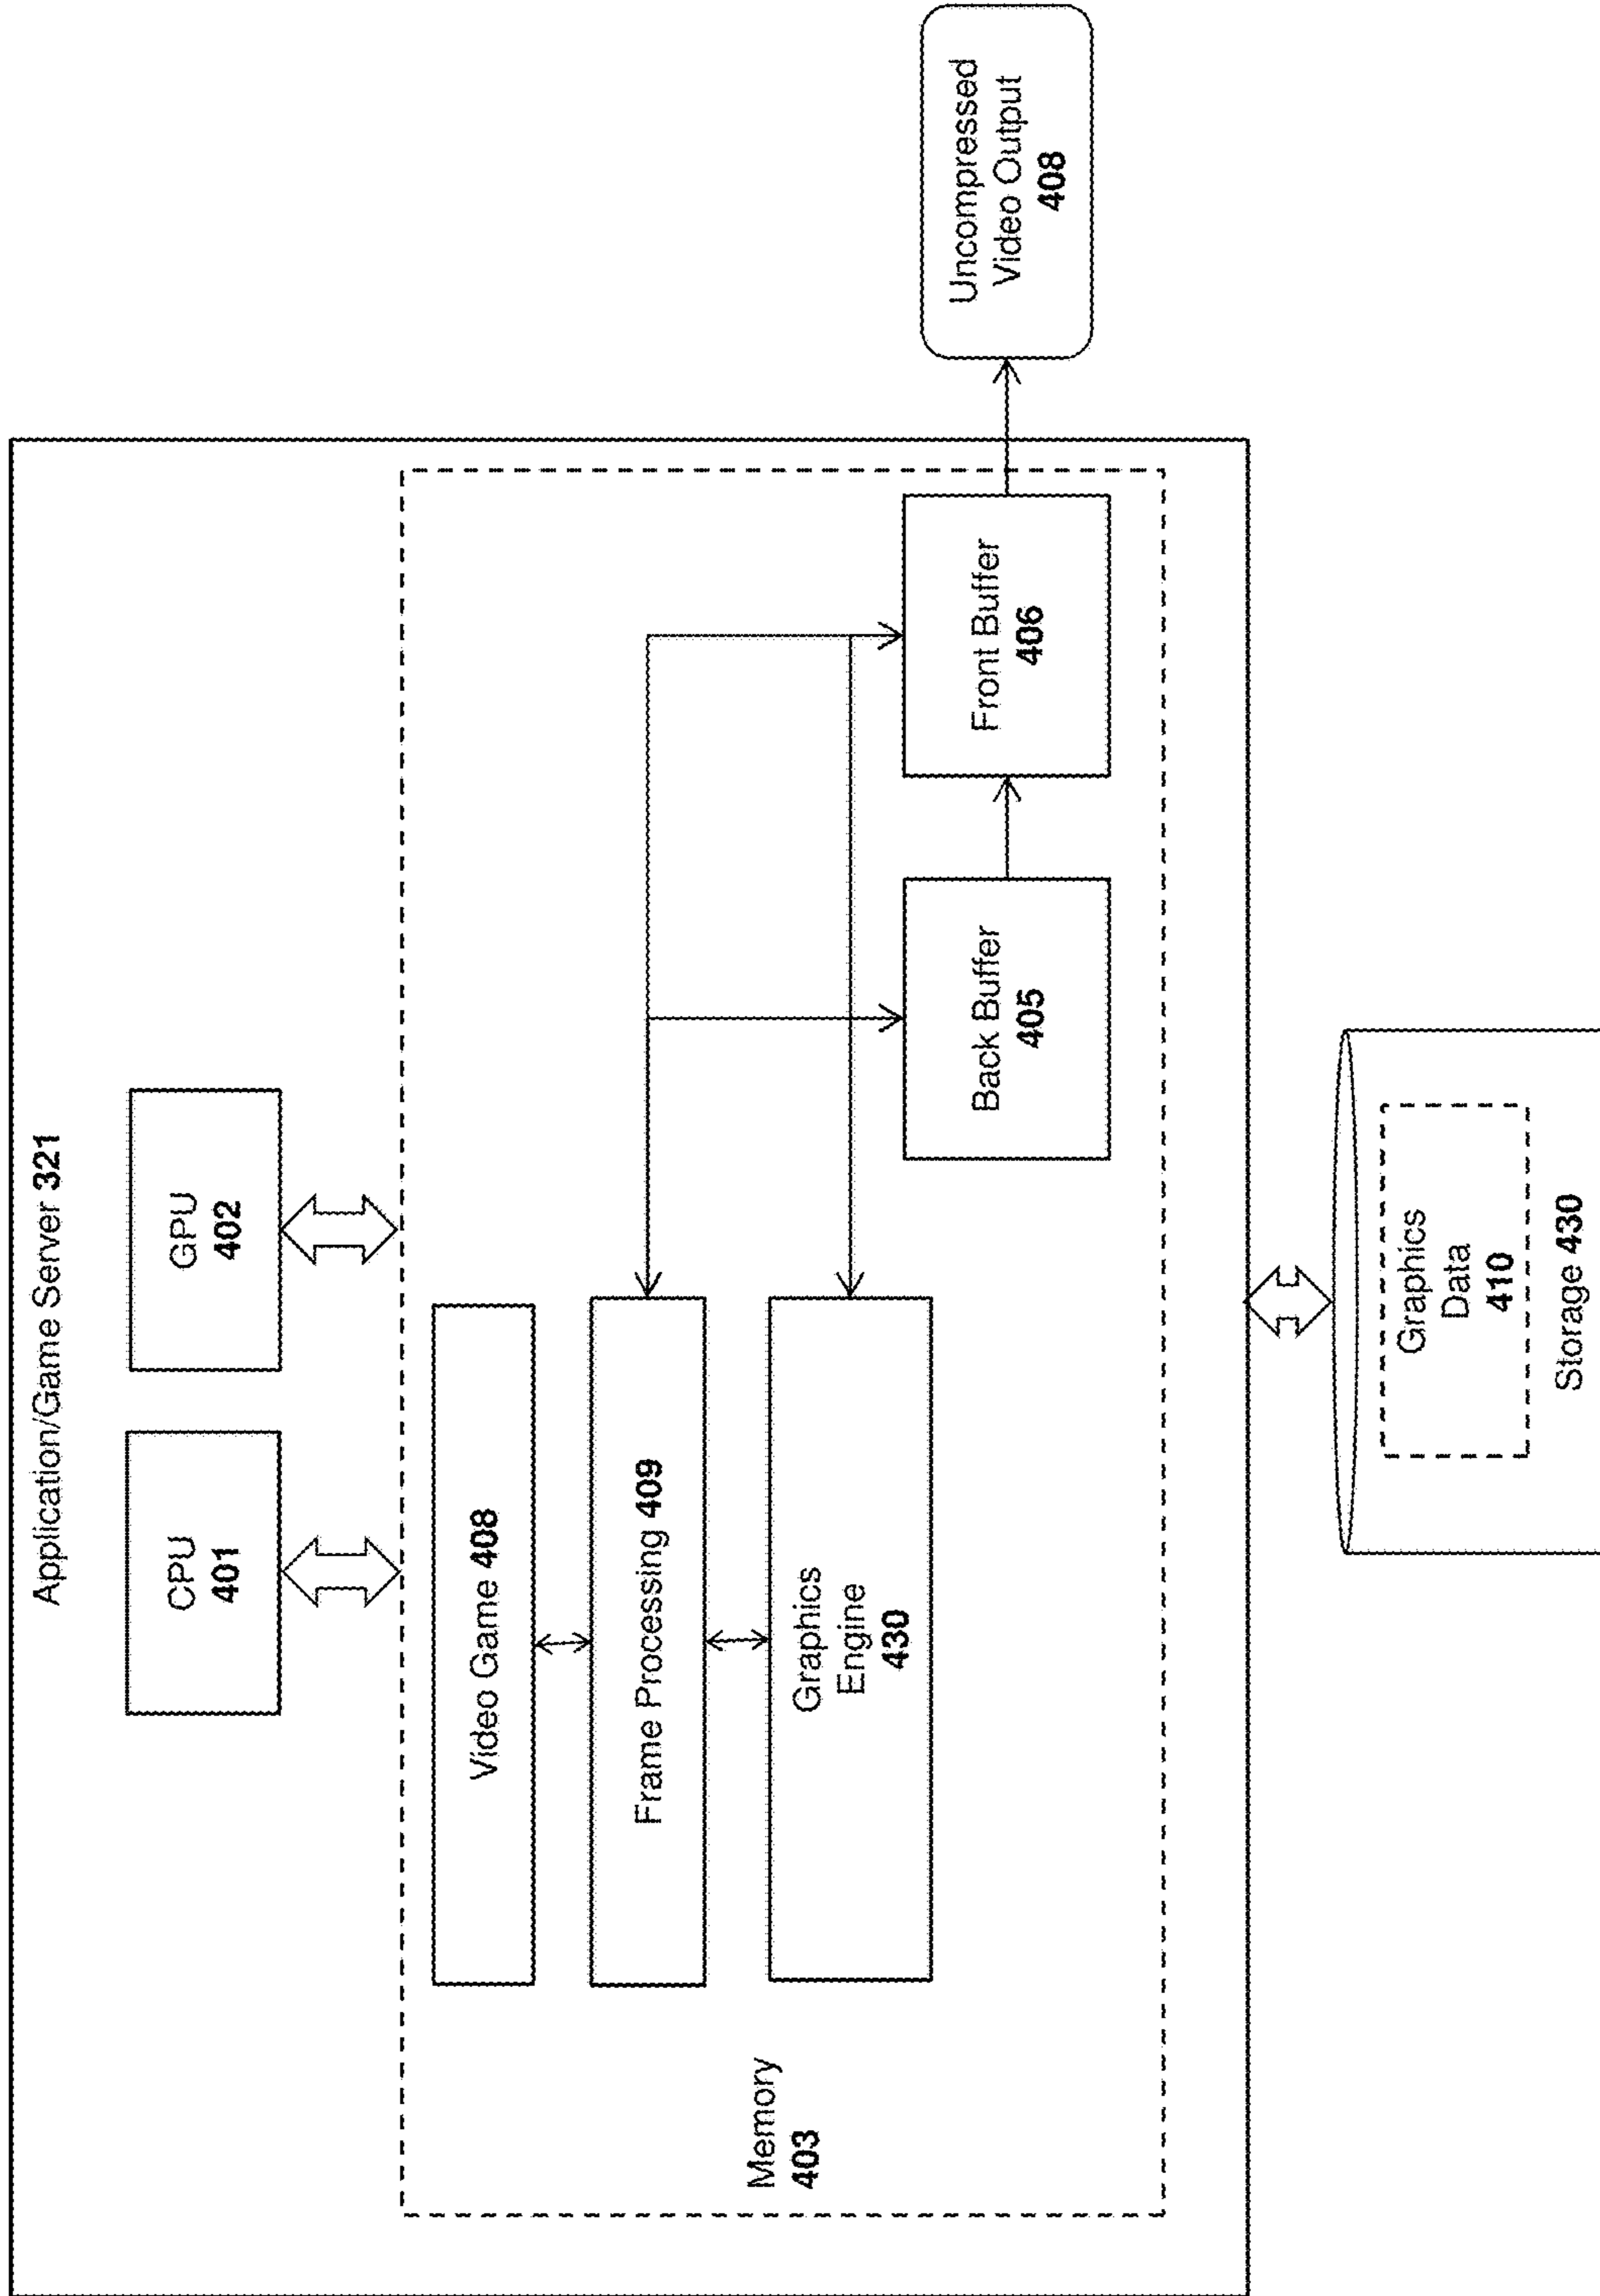 Application/Game Server 321
CPU
401
GPU
402
Video Game 408
Frame Processing 409
Graphics
Engine
430
Memory
403
Back Buffer
405
Front Buffer
406
Uncompressed
Video Output
408
Graphics
Data
410
Storage 430